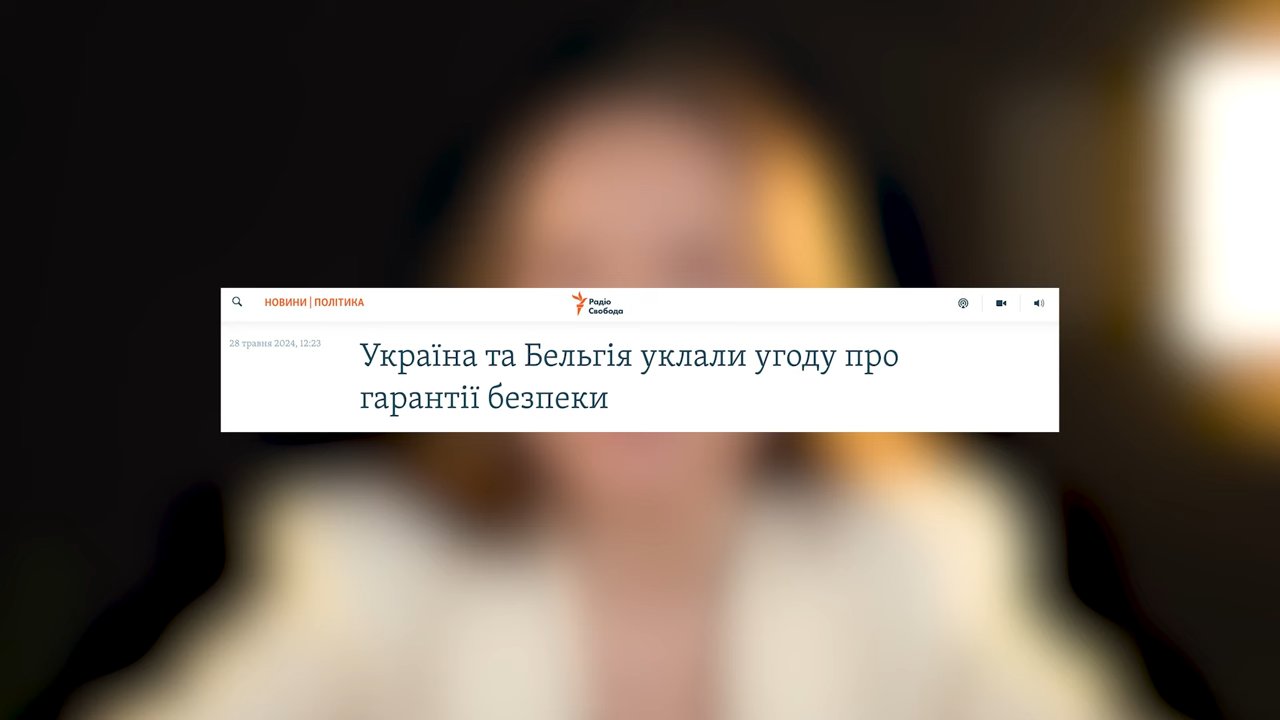 НОВИНИ | ПОЛІТИКА
Радіо
Свобода
28 травня 2024, 12:23
Україна та Бельгія уклали угоду про
гарантії безпеки